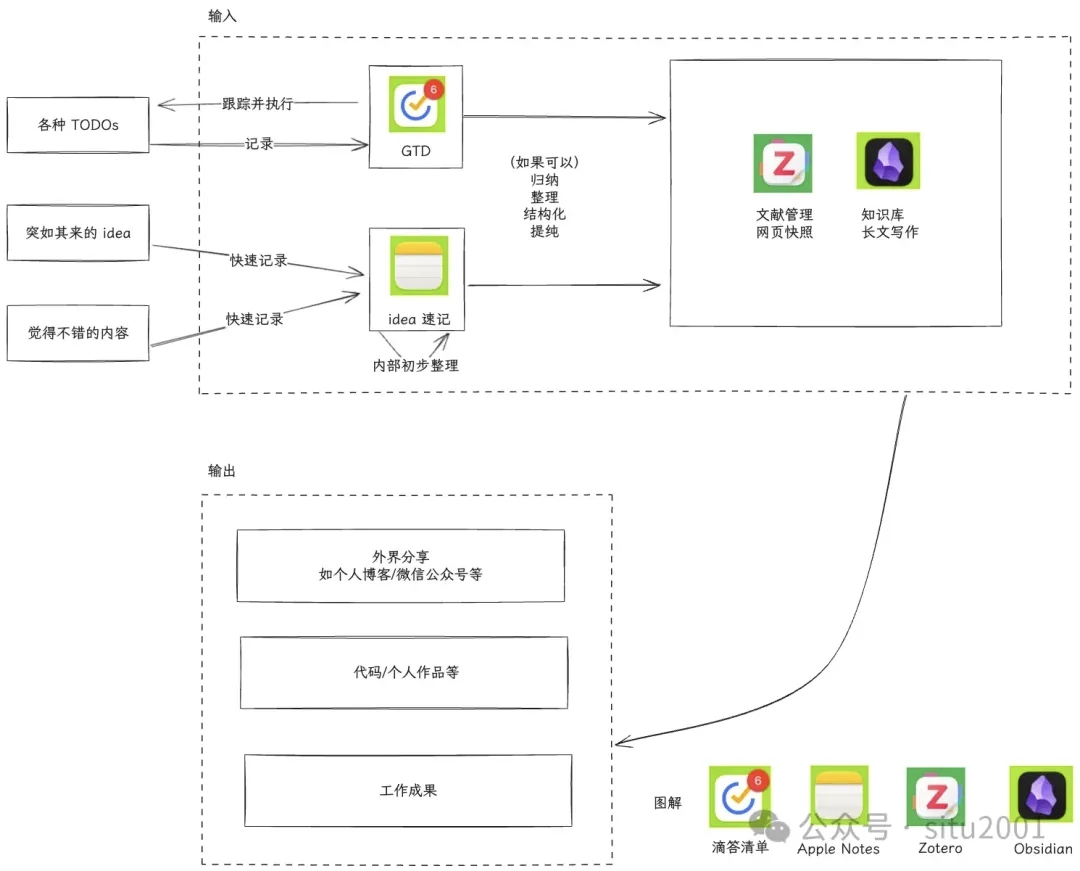 输入
各种 TODOs
跟踪并执行
记录
6
GTD
突如其来的 idea
快速记录
觉得不错的内容
快速记录
idea 速记
内部初步整理
(如果可以)
归纳
整理
结构化
提纯
Z
文献管理
网页快照
知识库
长文写作
输出
外界分享
如个人博客/微信公众号等
代码/个人作品等
工作成果
图解
6
滴答清单
Apple Notes
Z
Zotero
Obsidian
公众号 · situ2001